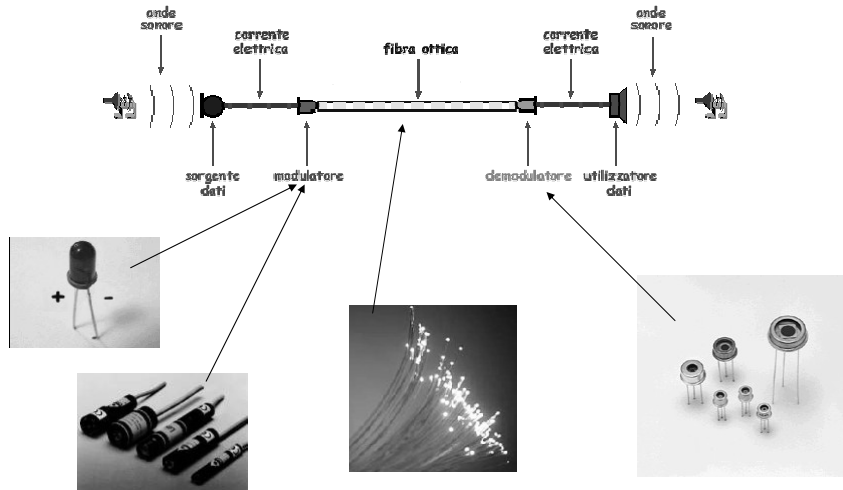 onde
sonore
corrente
elettrica
fibra ottica
corrente
elettrica
onde
sonore
sorgente
dati
modulatore
demodulatore
utilizzatore
dati
+ -